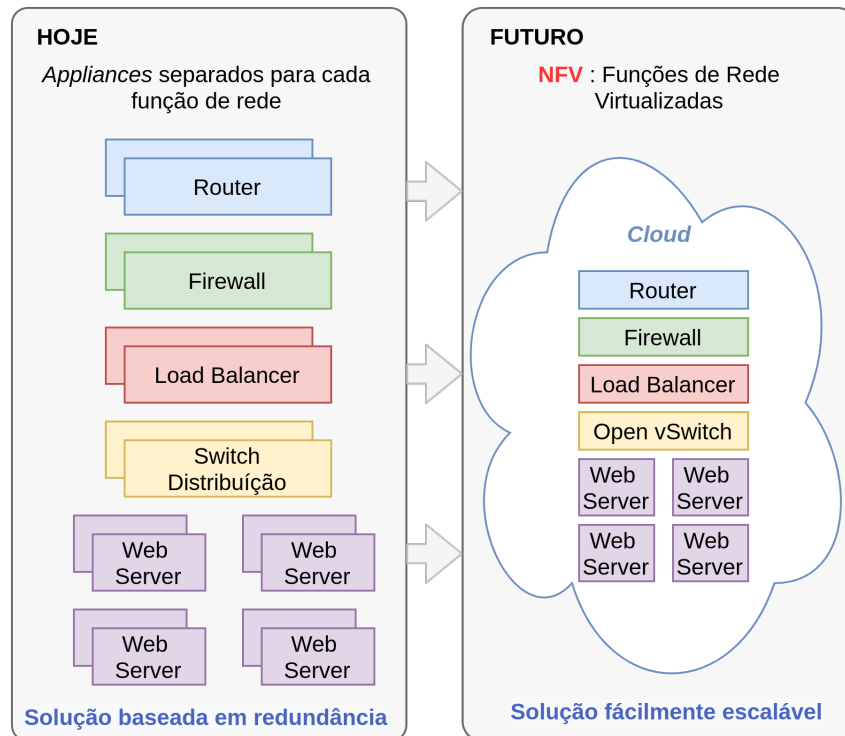 HOJE
Appliances separados para cada
função de rede
Router
Firewall
Load Balancer
Switch
Distribuíção
Web
Server
Web
Server
Web
Server
Web
Server
Solução baseada em redundância
FUTURO
NFV : Funções de Rede
Virtualizadas
Cloud
Router
Firewall
Load Balancer
Open vSwitch
Web
Server
Web
Server
Web
Server
Web
Server
Solução fácilmente escalável